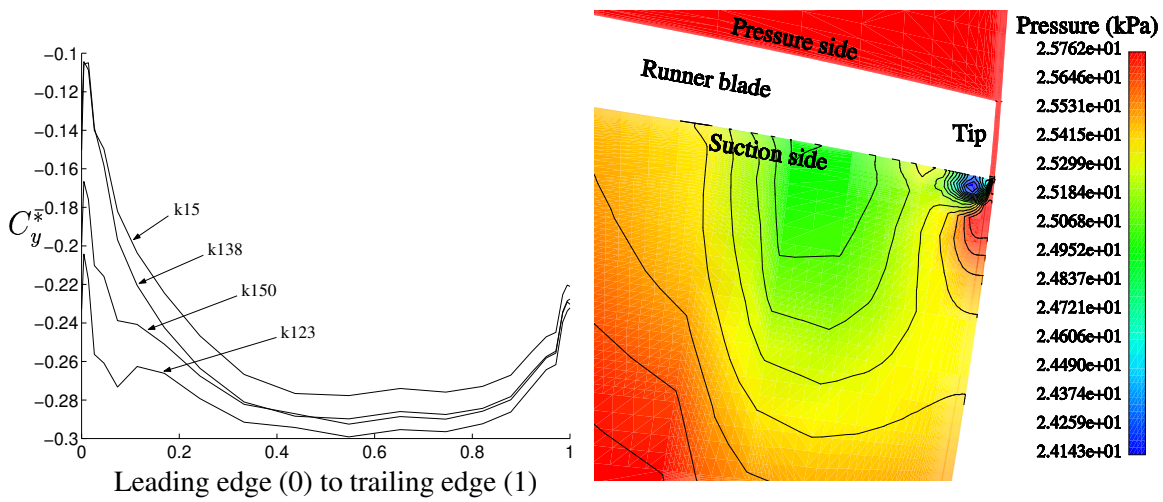 -0.1
-0.12
-0.14
-0.16
-0.18
-0.2
-0.22
-0.24
-0.26
-0.28
-0.3
C*y
k15
k138
k150
k123
0
0.2
0.4
0.6
0.8
1
Leading edge (0) to trailing edge (1)
Pressure side
Runner blade
Tip
Suction side
Pressure (kPa)
2.5762e+01
2.5646e+01
2.5531e+01
2.5415e+01
2.5299e+01
2.5184e+01
2.5068e+01
2.4952e+01
2.4837e+01
2.4721e+01
2.4606e+01
2.4490e+01
2.4374e+01
2.4259e+01
2.4143e+01